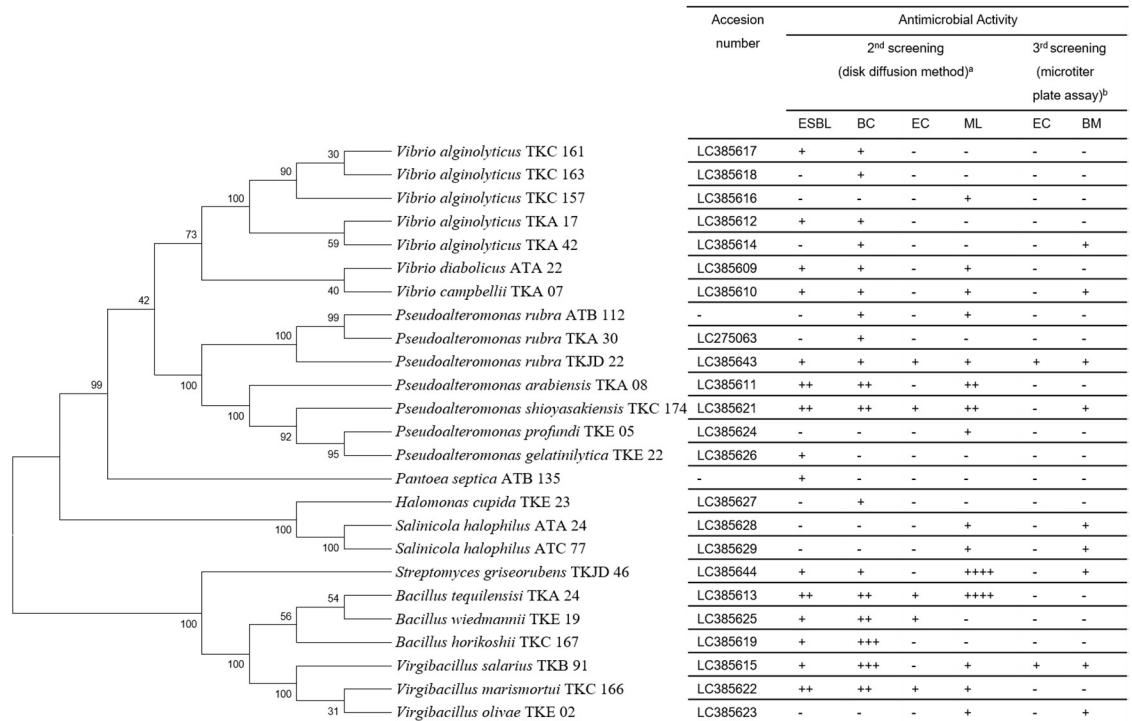 Accesion number Antimicrobial Activity
2nd screening (disk diffusion method)a 3rd screening (microtiter plate assay)b
ESBL BC EC ML EC BM
Vibrio alginolyticus TKC 161 LC385617 + + - - - -
Vibrio alginolyticus TKC 163 LC385618 - + - - - -
Vibrio alginolyticus TKC 157 LC385616 - - - + - -
Vibrio alginolyticus TKA 17 LC385612 + + - - - -
Vibrio alginolyticus TKA 42 LC385614 - + - - - +
Vibrio diabolicus ATA 22 LC385609 + + - + - -
Vibrio campbellii TKA 07 LC385610 + + - + - +
Pseudoalteromonas rubra ATB 112 - - + - + - -
Pseudoalteromonas rubra TKA 30 LC275063 - + - - - -
Pseudoalteromonas rubra TKJD 22 LC385643 + + + + + +
Pseudoalteromonas arabiensis TKA 08 LC385611 ++ ++ - ++ - -
Pseudoalteromonas shioyasakiensis TKC 174 LC385621 ++ ++ + ++ - +
Pseudoalteromonas profundi TKE 05 LC385624 - - - + - -
Pseudoalteromonas gelatinilytica TKE 22 LC385626 + - - - - -
Pantoea septica ATB 135 - + - - - - -
Halomonas cupida TKE 23 LC385627 - + - - - -
Salinicola halophilus ATA 24 LC385628 - - - + - +
Salinicola halophilus ATC 77 LC385629 - - - + - +
Streptomyces griseorubens TKJD 46 LC385644 + + - ++++ - +
Bacillus tequilensisi TKA 24 LC385613 ++ ++ + ++++ - -
Bacillus wiedmannii TKE 19 LC385625 + ++ + - - -
Bacillus horikoshii TKC 167 LC385619 + +++ - - - -
Virgibacillus salarius TKB 91 LC385615 + +++ - + + +
Virgibacillus marismortui TKC 166 LC385622 ++ ++ + + - -
Virgibacillus olivae TKE 02 LC385623 - - - + - +
30
90
100
59
73
40
42
99
100
100
99
100
92
95
100
100
54
56
100
100
100
31